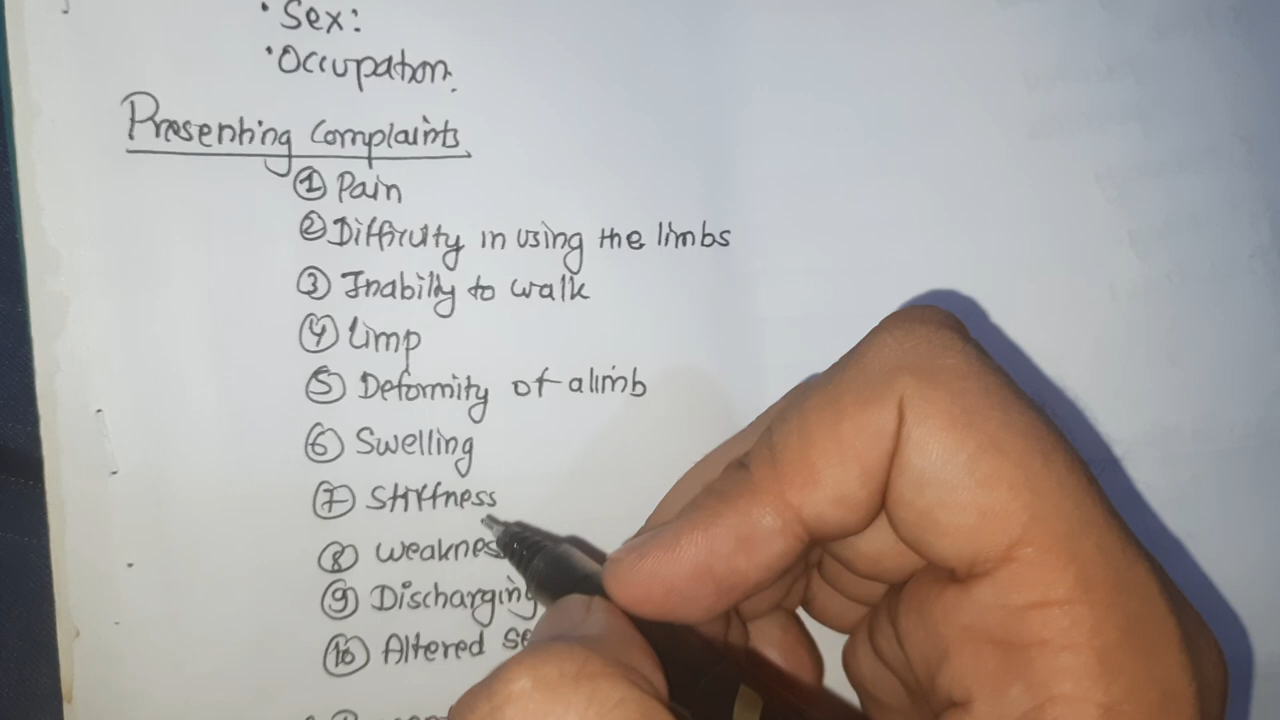 • Sex:
• Occupation.
Presenting Complaints
① Pain
② Difficulty in using the limbs
③ Inability to walk
④ Limp
⑤ Deformity of a limb
⑥ Swelling
⑦ Stiffness
⑧ Weakness
⑨ Discharging
⑩ Altered